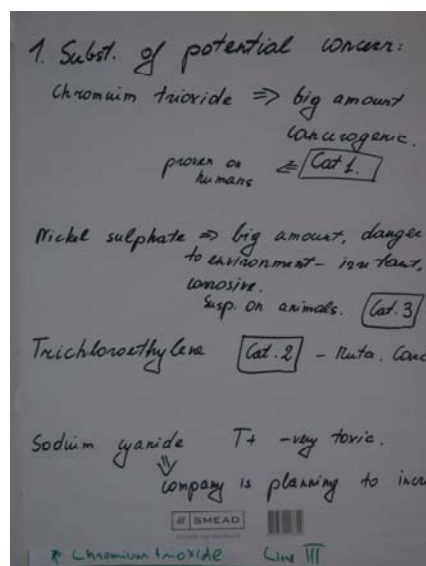 1. Subst. of potential concern:
Chromuim trioxide ⇒ big amount
cancerogenic.
proven on ⇐ Cat 1.
humans
Nickel sulphate ⇒ big amount, danger
to environment - irritant,
corrosive.
Susp. on animals. Cat. 3
Trichloroethylene Cat. 2 - Muta. Canc
Sodium cyanide T+ - very toxic.
⇓
company is planning to incr
SMEAD
* Chromium trioxide Line III